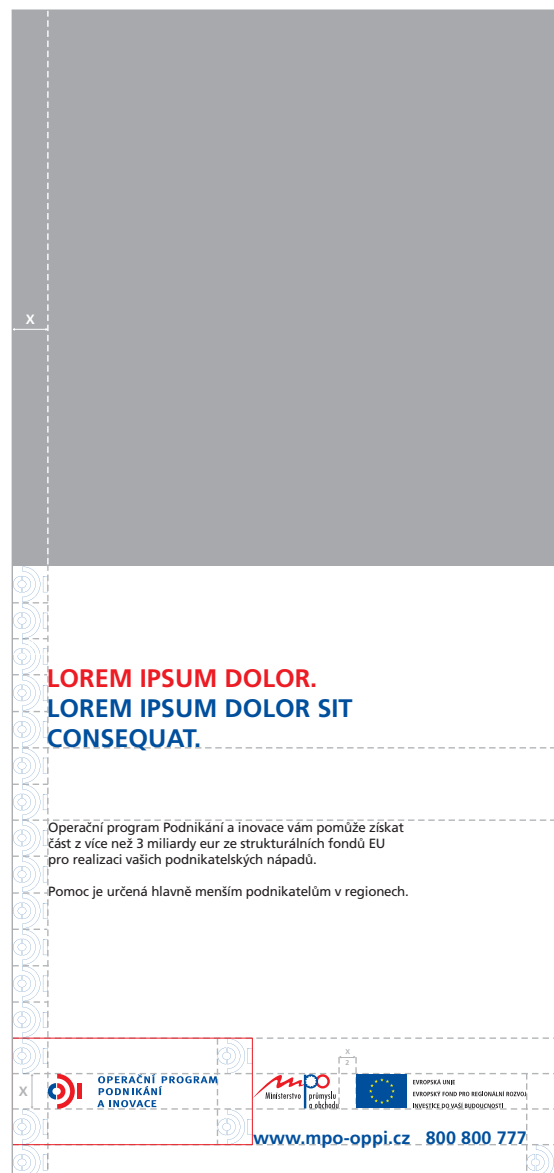 X
LOREM IPSUM DOLOR.
LOREM IPSUM DOLOR SIT
CONSEQUAT.
Operační program Podnikání a inovace vám pomůže získat
část z více než 3 miliardy eur ze strukturálních fondů EU
pro realizaci vašich podnikatelských nápadů.
Pomoc je určená hlavně menším podnikatelům v regionech.
X
2
X
OPERAČNÍ PROGRAM
PODNIKÁNÍ
A INOVACE
mpo
Ministerstvo průmyslu
a obchodu
EVROPSKÁ UNIE
EVROPSKÝ FOND PRO REGIONÁLNÍ ROZVOJ
INVESTICE DO VAŠÍ BUDOUCNOSTI
www.mpo-oppi.cz 800 800 777